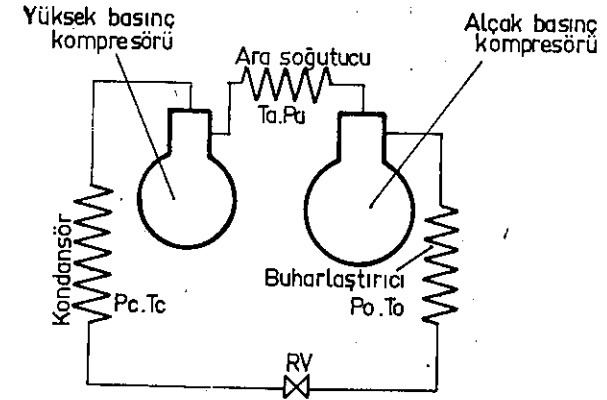 Yüksek basınç
kompresörü
Alçak basınç
kompresörü
Ara soğutucu
Ta.Pa
Kondansör
Pc.Tc
Buharlaştırıcı
Po.To
RV